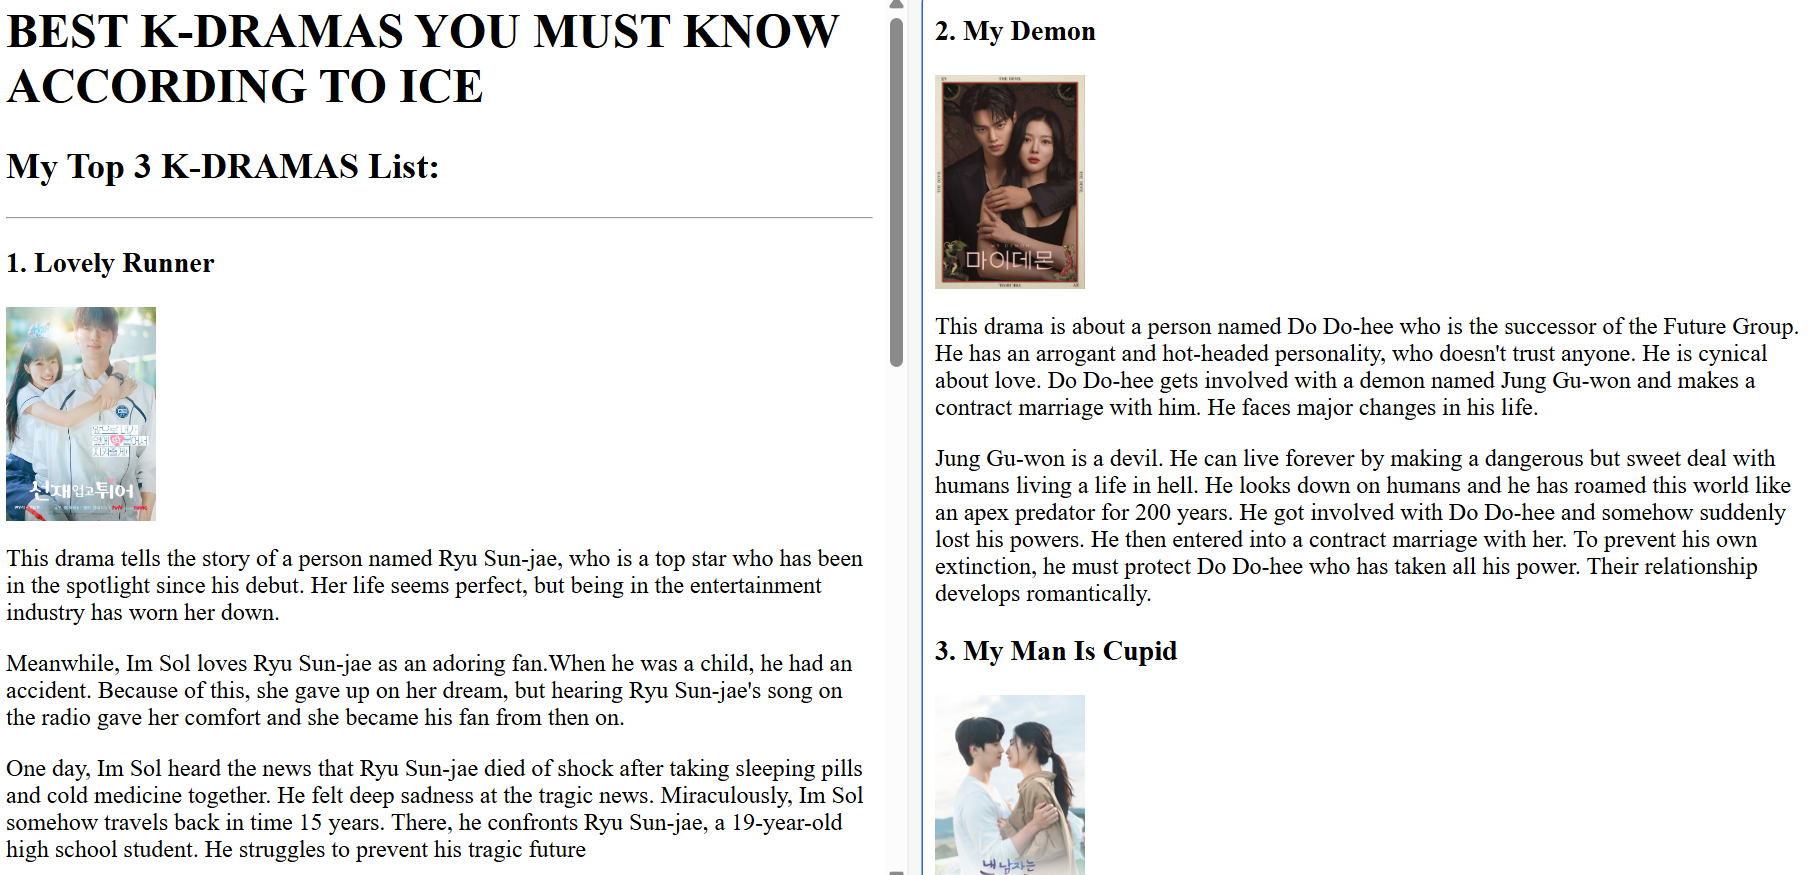 BEST K-DRAMAS YOU MUST KNOW
ACCORDING TO ICE
My Top 3 K-DRAMAS List:
1. Lovely Runner
선재 업고 튀어
This drama tells the story of a person named Ryu Sun-jae, who is a top star who has been
in the spotlight since his debut. Her life seems perfect, but being in the entertainment
industry has worn her down.
Meanwhile, Im Sol loves Ryu Sun-jae as an adoring fan.When he was a child, he had an
accident. Because of this, she gave up on her dream, but hearing Ryu Sun-jae's song on
the radio gave her comfort and she became his fan from then on.
One day, Im Sol heard the news that Ryu Sun-jae died of shock after taking sleeping pills
and cold medicine together. He felt deep sadness at the tragic news. Miraculously, Im Sol
somehow travels back in time 15 years. There, he confronts Ryu Sun-jae, a 19-year-old
high school student. He struggles to prevent his tragic future
2. My Demon
마이데몬
This drama is about a person named Do Do-hee who is the successor of the Future Group.
He has an arrogant and hot-headed personality, who doesn't trust anyone. He is cynical
about love. Do Do-hee gets involved with a demon named Jung Gu-won and makes a
contract marriage with him. He faces major changes in his life.
Jung Gu-won is a devil. He can live forever by making a dangerous but sweet deal with
humans living a life in hell. He looks down on humans and he has roamed this world like
an apex predator for 200 years. He got involved with Do Do-hee and somehow suddenly
lost his powers. He then entered into a contract marriage with her. To prevent his own
extinction, he must protect Do Do-hee who has taken all his power. Their relationship
develops romantically.
3. My Man Is Cupid
내 남자는